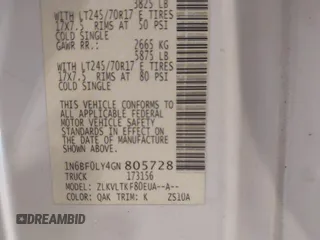 3825 LB
WITH LT245/70R17 E TIRES
17X7.5 RIMS AT 50 PSI
COLD SINGLE
GAWR RR.: 2665 KG
5875 LB
WITH LT245/70R17 E TIRES
17X7.5 RIMS AT 80 PSI
COLD SINGLE
THIS VEHICLE CONFORMS TO ALL
APPLICABLE FEDERAL MOTOR
VEHICLE SAFETY STANDARDS IN
EFFECT ON THE DATE OF
MANUFACTURE SHOWN ABOVE.
1N6BF0LY4GN 805728
TRUCK 173156
MODEL: ZLKVLTKF80EUA--A--
COLOR: QAK TRIM: K ZS10A
© DREAMBID
DREAMBID.COM